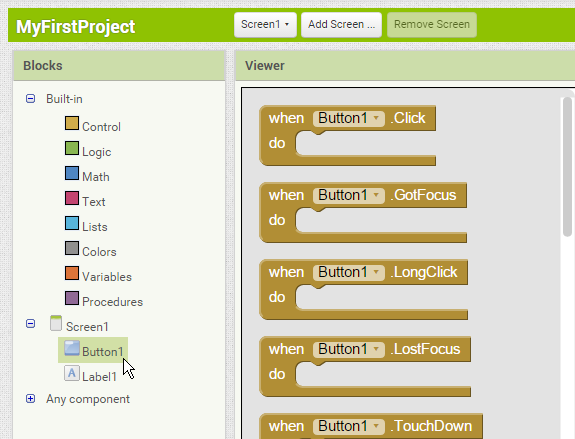 MyFirstProject
Screen1 Add Screen ... Remove Screen
Blocks
Viewer
Built-in
Control
Logic
Math
Text
Lists
Colors
Variables
Procedures
Screen1
Button1
A Label1
Any component
when Button1 .Click
do
when Button1 .GotFocus
do
when Button1 .LongClick
do
when Button1 .LostFocus
do
when Button1 .TouchDown